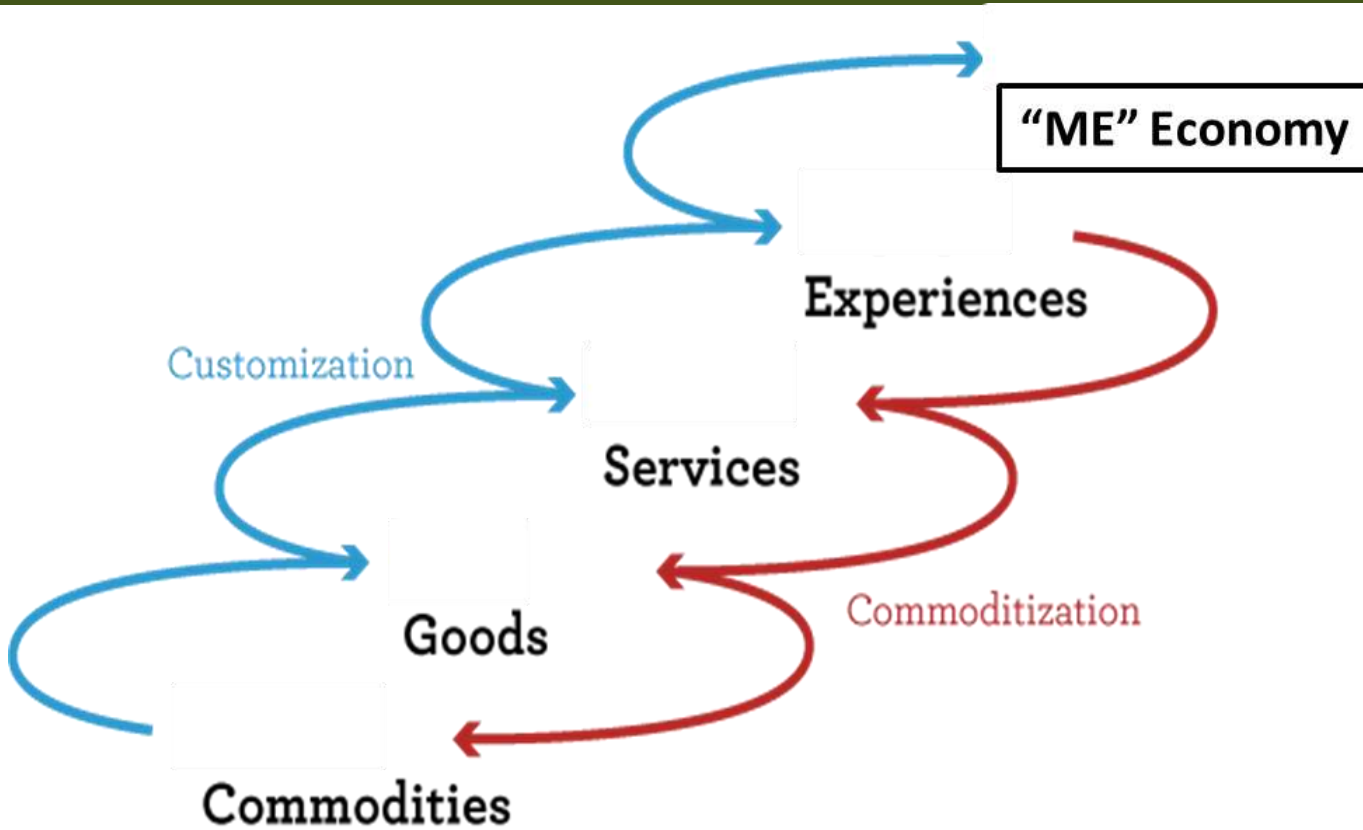 “ME” Economy
Experiences
Customization
Services
Commoditization
Goods
Commodities